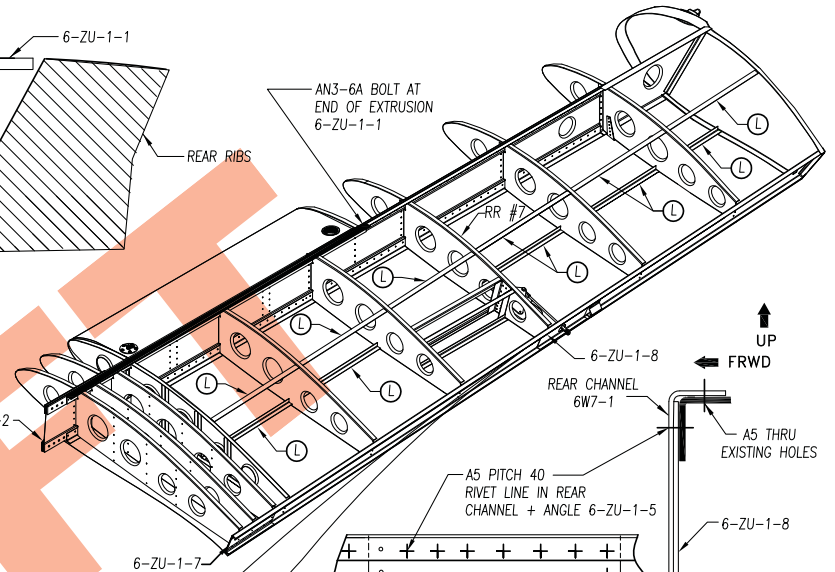 6-ZU-1-1
AN3-6A BOLT AT
END OF EXTRUSION
6-ZU-1-1
REAR RIBS
RR #7
L
L
L
L
L
L
L
L
L
L
UP
FRWD
6-ZU-1-8
REAR CHANNEL
6W7-1
A5 THRU
EXISTING HOLES
-2
A5 PITCH 40
RIVET LINE IN REAR
CHANNEL + ANGLE 6-ZU-1-5
6-ZU-1-8
6-ZU-1-7